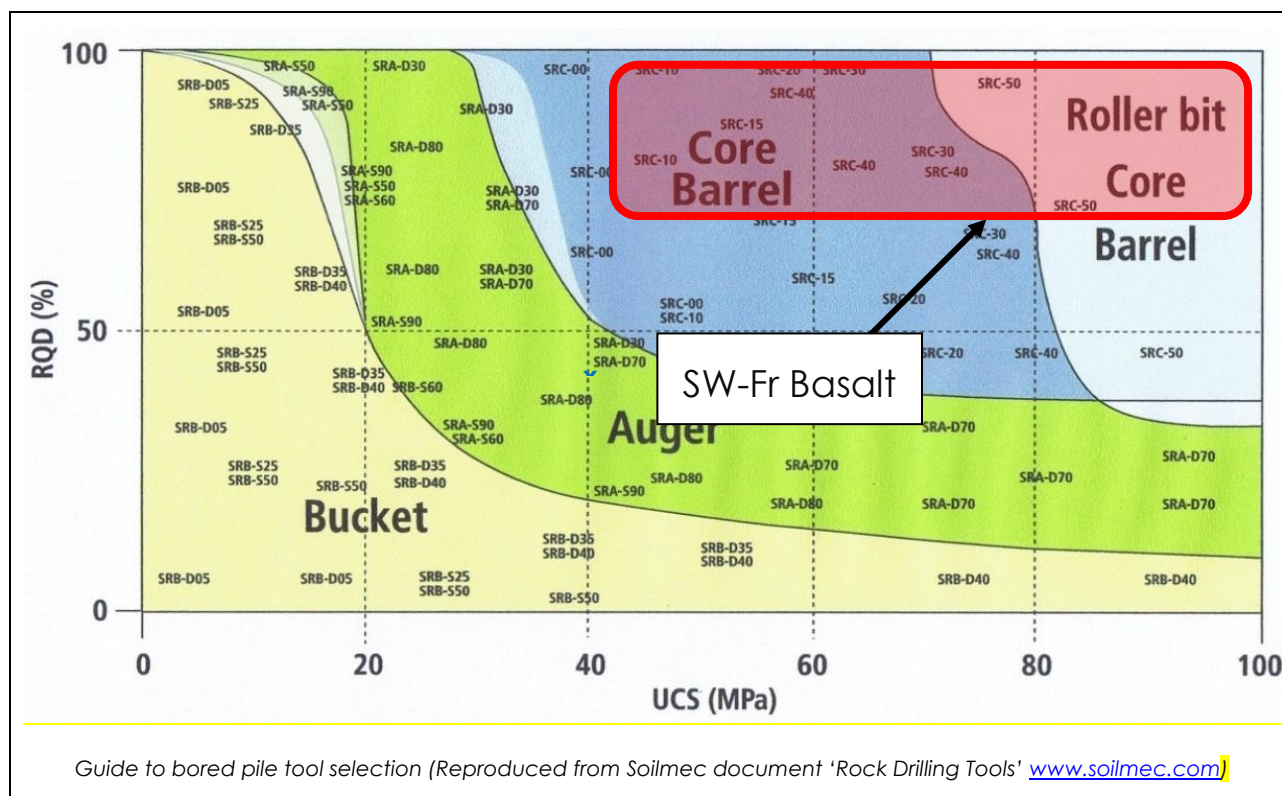 100
SRA-S50
SRA-D30
SRC-00
SRC-10
SRC-20
SRC-30
SRB-D05
SRA-S90
SRC-50
SRB-S25
SRA-S50
SRA-D30
SRC-40
Roller bit
SRB-D35
SRC-15
SRA-D80
Core
SRC-30
SRC-10
SRC-40
SRA-S90
SRC-00
SRC-40
Core
SRB-D05
SRA-S50
SRA-D30
Barrel
SRA-S60
SRA-D70
SRC-50
SRB-S25
SRC-15
SRB-S50
SRC-30
Barrel
SRC-00
SRC-40
SRB-D35
SRA-D80
SRA-D30
SRB-D40
SRA-D70
SRC-15
RQD (%)
SRB-D05
SRC-00
SRC-20
SRA-S90
SRC-10
50
SRB-S25
SRA-D80
SRA-D30
SRC-20
SRC-40
SRC-50
SRB-S50
SRA-D70
SRB-D35
SW-Fr Basalt
SRB-D40
SRB-S60
SRA-D80
SRB-D05
SRA-S90
Auger
SRA-D70
SRA-S60
SRB-S25
SRB-D35
SRA-D70
SRA-D70
SRB-S50
SRB-D40
SRA-D80
SRA-D70
SRB-S50
SRA-S90
Bucket
SRA-D80
SRA-D70
SRA-D70
SRB-D35
SRB-D35
SRB-D40
SRB-D40
SRB-D05
SRB-D05
SRB-S25
SRB-D40
SRB-D40
SRB-S50
SRB-S50
0
0
20
40
60
80
100
UCS (MPa)
Guide to bored pile tool selection (Reproduced from Soilmec document ‘Rock Drilling Tools’ www.soilmec.com)